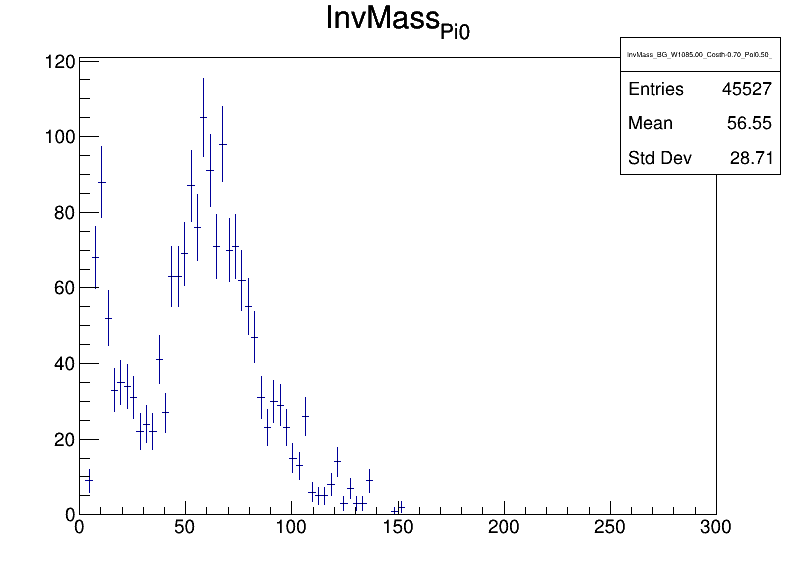 InvMassPi0
InvMass_BG_W1085.00_Costh-0.70_Pol0.50_
Entries 45527
Mean 56.55
Std Dev 28.71
120
100
80
60
40
20
0
0 50 100 150 200 250 300